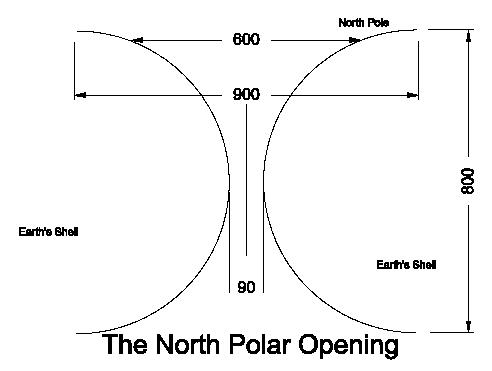 North Pole
600
900
800
Earth's Shell
Earth's Shell
90
The North Polar Opening